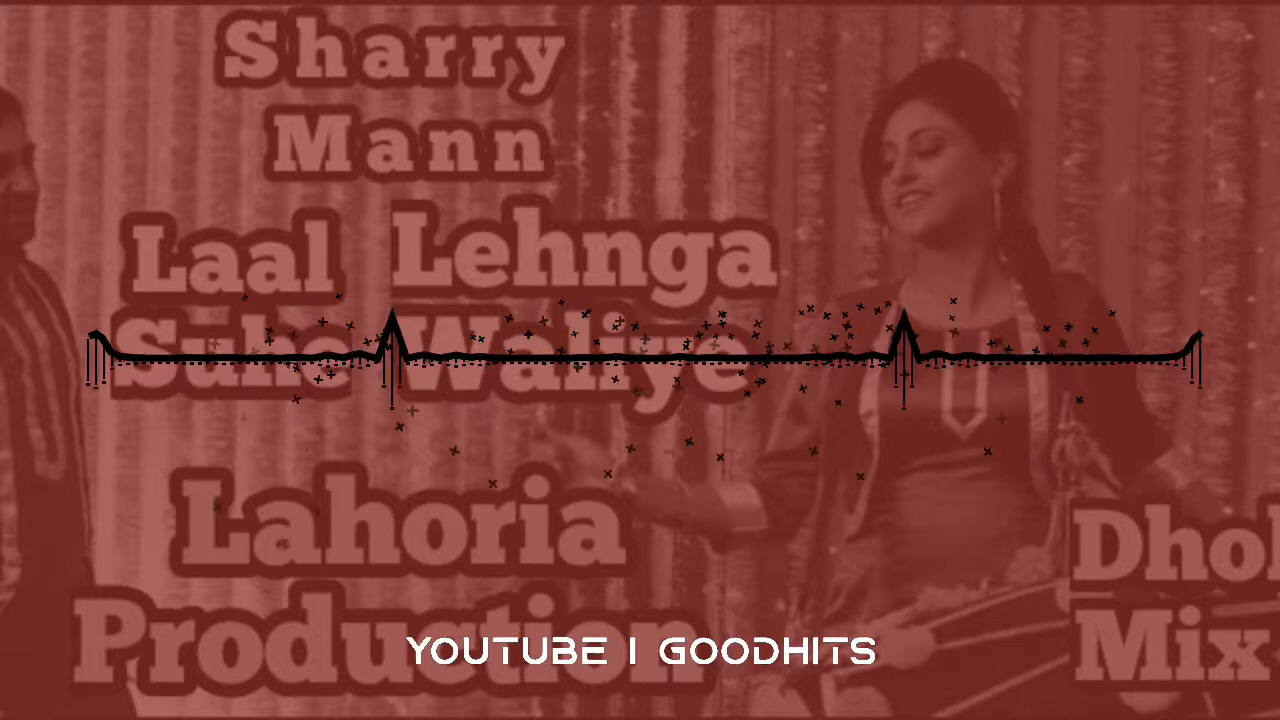 Sharry
Mann
Laal Lehnga
Suhe Waliye
Lahoria
Production
Dhol
Mix
YOUTUBE | GOODHITS